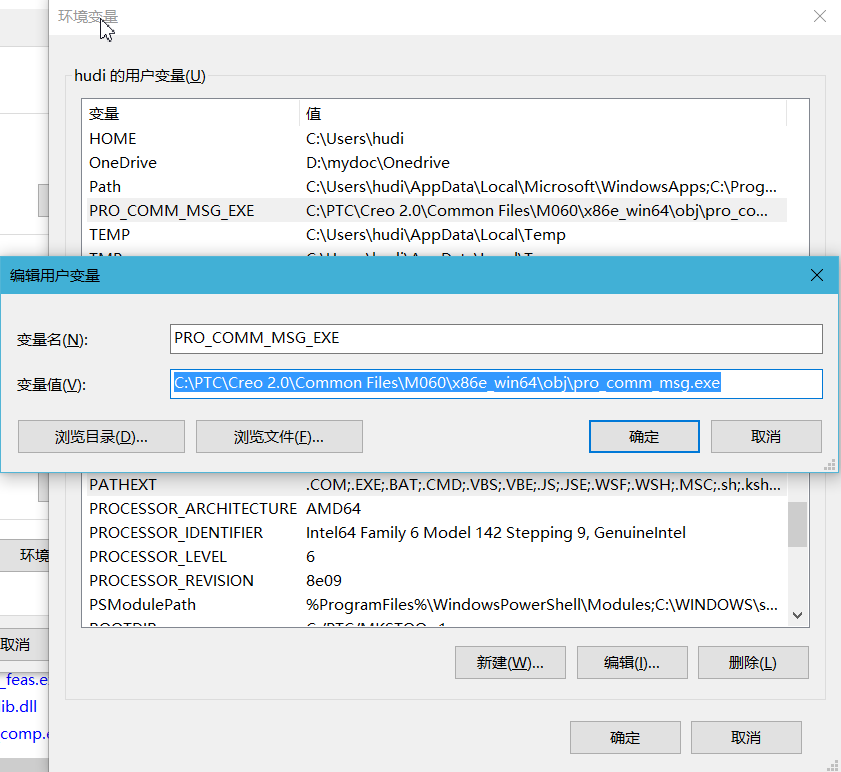 环境变量
hudi 的用户变量(U)
变量 值
HOME C:\Users\hudi
OneDrive D:\mydoc\Onedrive
Path C:\Users\hudi\AppData\Local\Microsoft\WindowsApps;C:\Prog...
PRO_COMM_MSG_EXE C:\PTC\Creo 2.0\Common Files\M060\x86e_win64\obj\pro_co...
TEMP C:\Users\hudi\AppData\Local\Temp
编辑用户变量
变量名(N): PRO_COMM_MSG_EXE
变量值(V): C:\PTC\Creo 2.0\Common Files\M060\x86e_win64\obj\pro_comm_msg.exe
浏览目录(D)... 浏览文件(F)... 确定 取消
PATHEXT .COM;.EXE;.BAT;.CMD;.VBS;.VBE;.JS;.JSE;.WSF;.WSH;.MSC;.sh;.ksh...
PROCESSOR_ARCHITECTURE AMD64
PROCESSOR_IDENTIFIER Intel64 Family 6 Model 142 Stepping 9, GenuineIntel
PROCESSOR_LEVEL 6
环境
PROCESSOR_REVISION 8e09
PSModulePath %ProgramFiles%\WindowsPowerShell\Modules;C:\WINDOWS\s...
取消
新建(W)... 编辑(I)... 删除(L)
_feas.e
ib.dll
comp.e
确定 取消